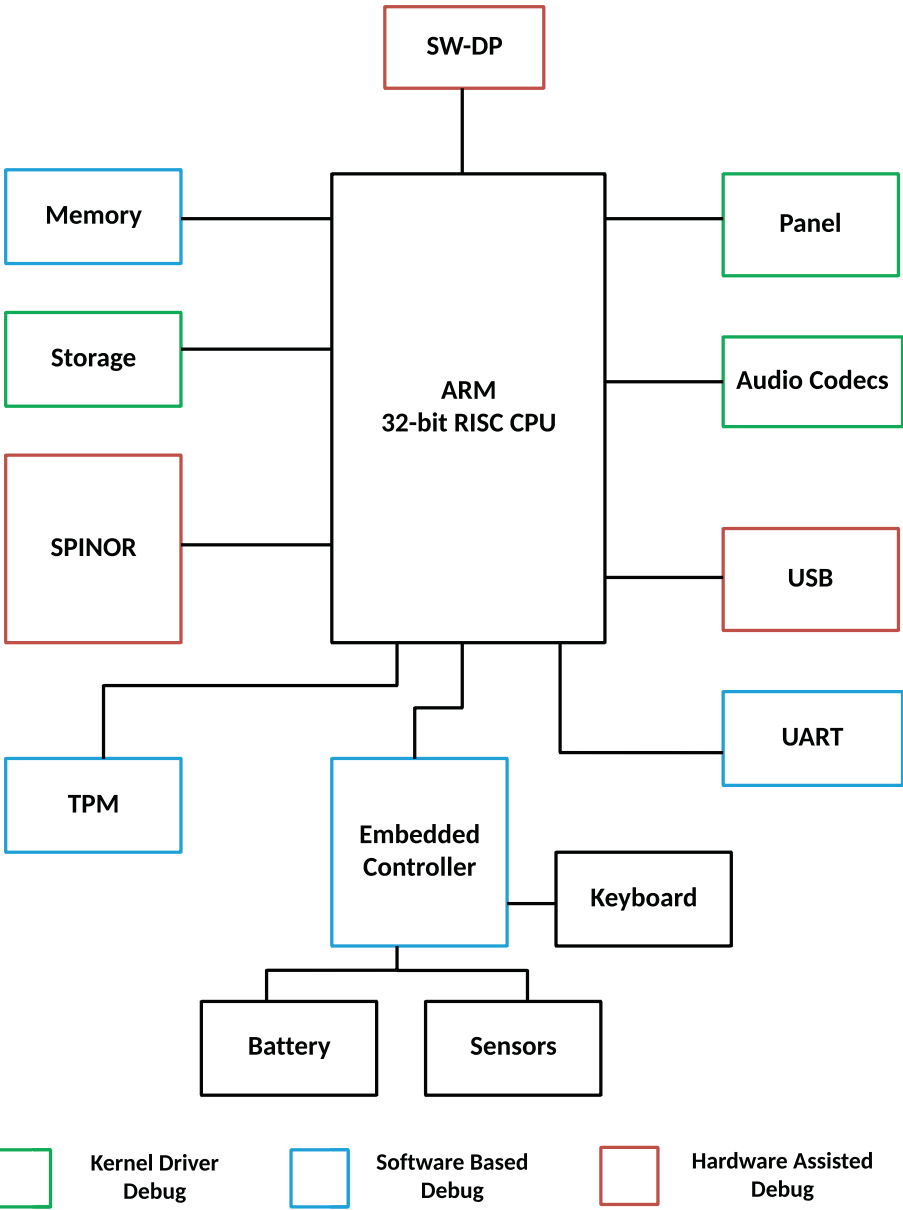 SW-DP
Memory
Panel
Storage
Audio Codecs
ARM
32-bit RISC CPU
SPINOR
USB
UART
TPM
Embedded
Controller
Keyboard
Battery
Sensors
Kernel Driver
Debug
Software Based
Debug
Hardware Assisted
Debug